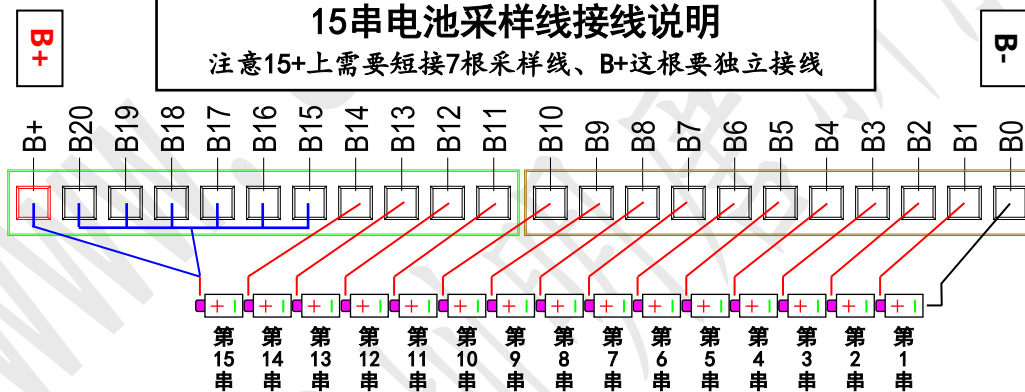 15串电池采样线接线说明
注意15+上需要短接7根采样线、B+这根要独立接线
B+
B-
B+ B20 B19 B18 B17 B16 B15 B14 B13 B12 B11 B10 B9 B8 B7 B6 B5 B4 B3 B2 B1 B0
第15串 第14串 第13串 第12串 第11串 第10串 第9串 第8串 第7串 第6串 第5串 第4串 第3串 第2串 第1串